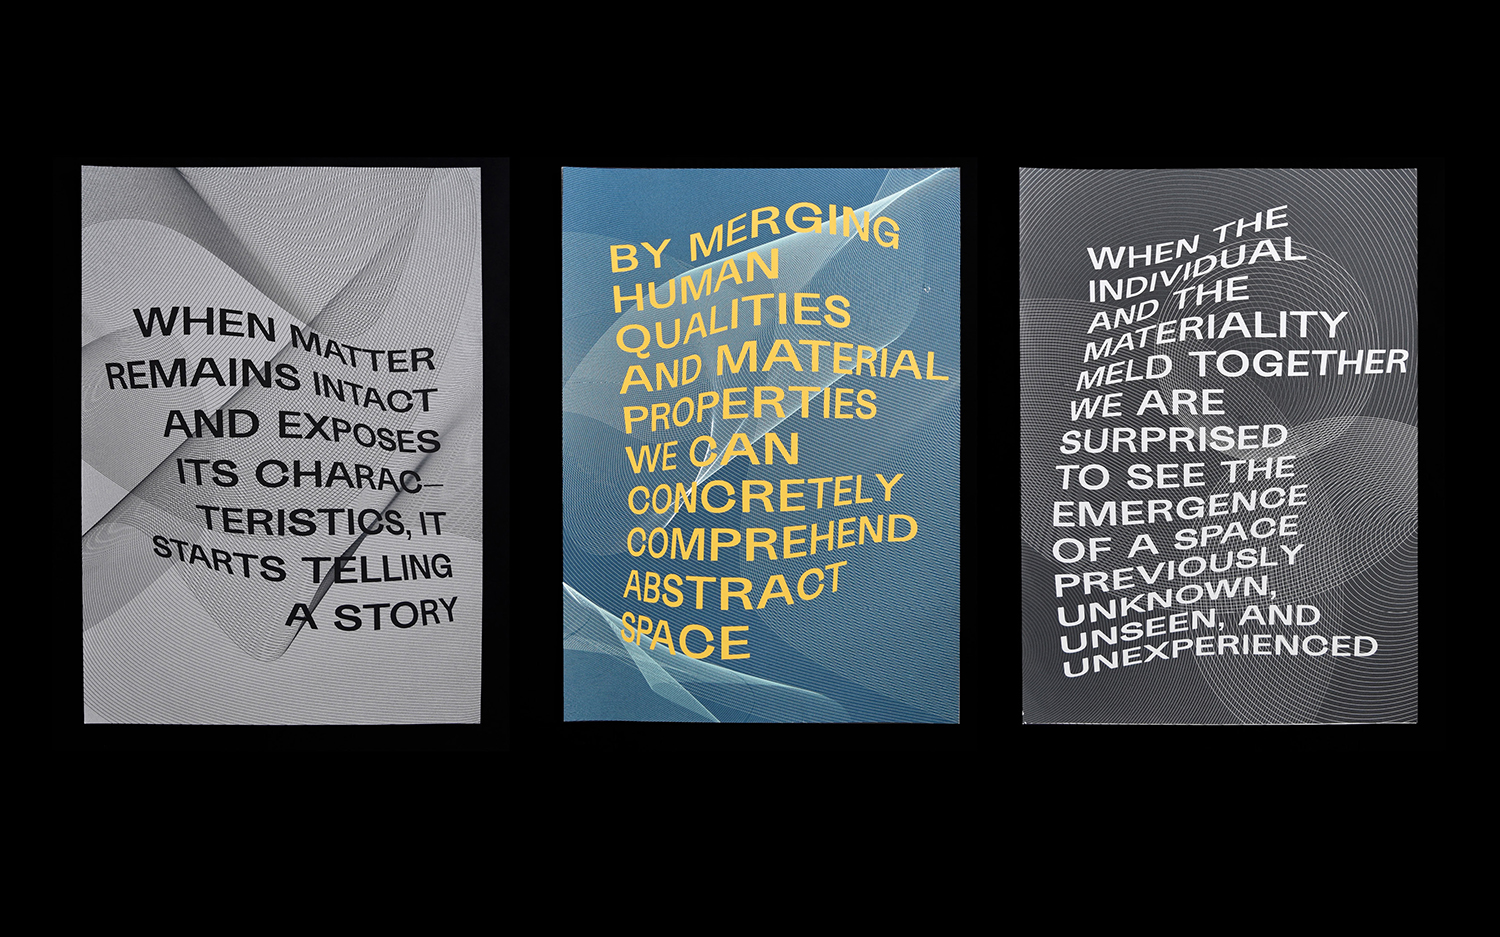 WHEN MATTER
REMAINS INTACT
AND EXPOSES
ITS CHARAC—
TERISTICS, IT
STARTS TELLING
A STORY
BY MERGING
HUMAN
QUALITIES
AND MATERIAL
PROPERTIES
WE CAN
CONCRETELY
COMPREHEND
ABSTRACT
SPACE
WHEN THE
INDIVIDUAL
AND THE
MATERIALITY
MELD TOGETHER
WE ARE
SURPRISED
TO SEE THE
EMERGENCE
OF A SPACE
PREVIOUSLY
UNKNOWN,
UNSEEN, AND
UNEXPERIENCED